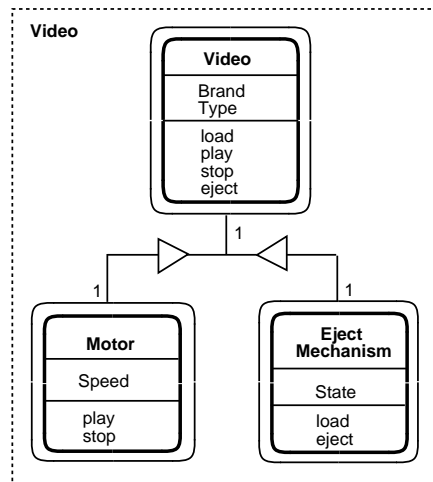 Video
Video
Brand
Type
load
play
stop
eject
1
1
1
Motor
Speed
play
stop
Eject
Mechanism
State
load
eject